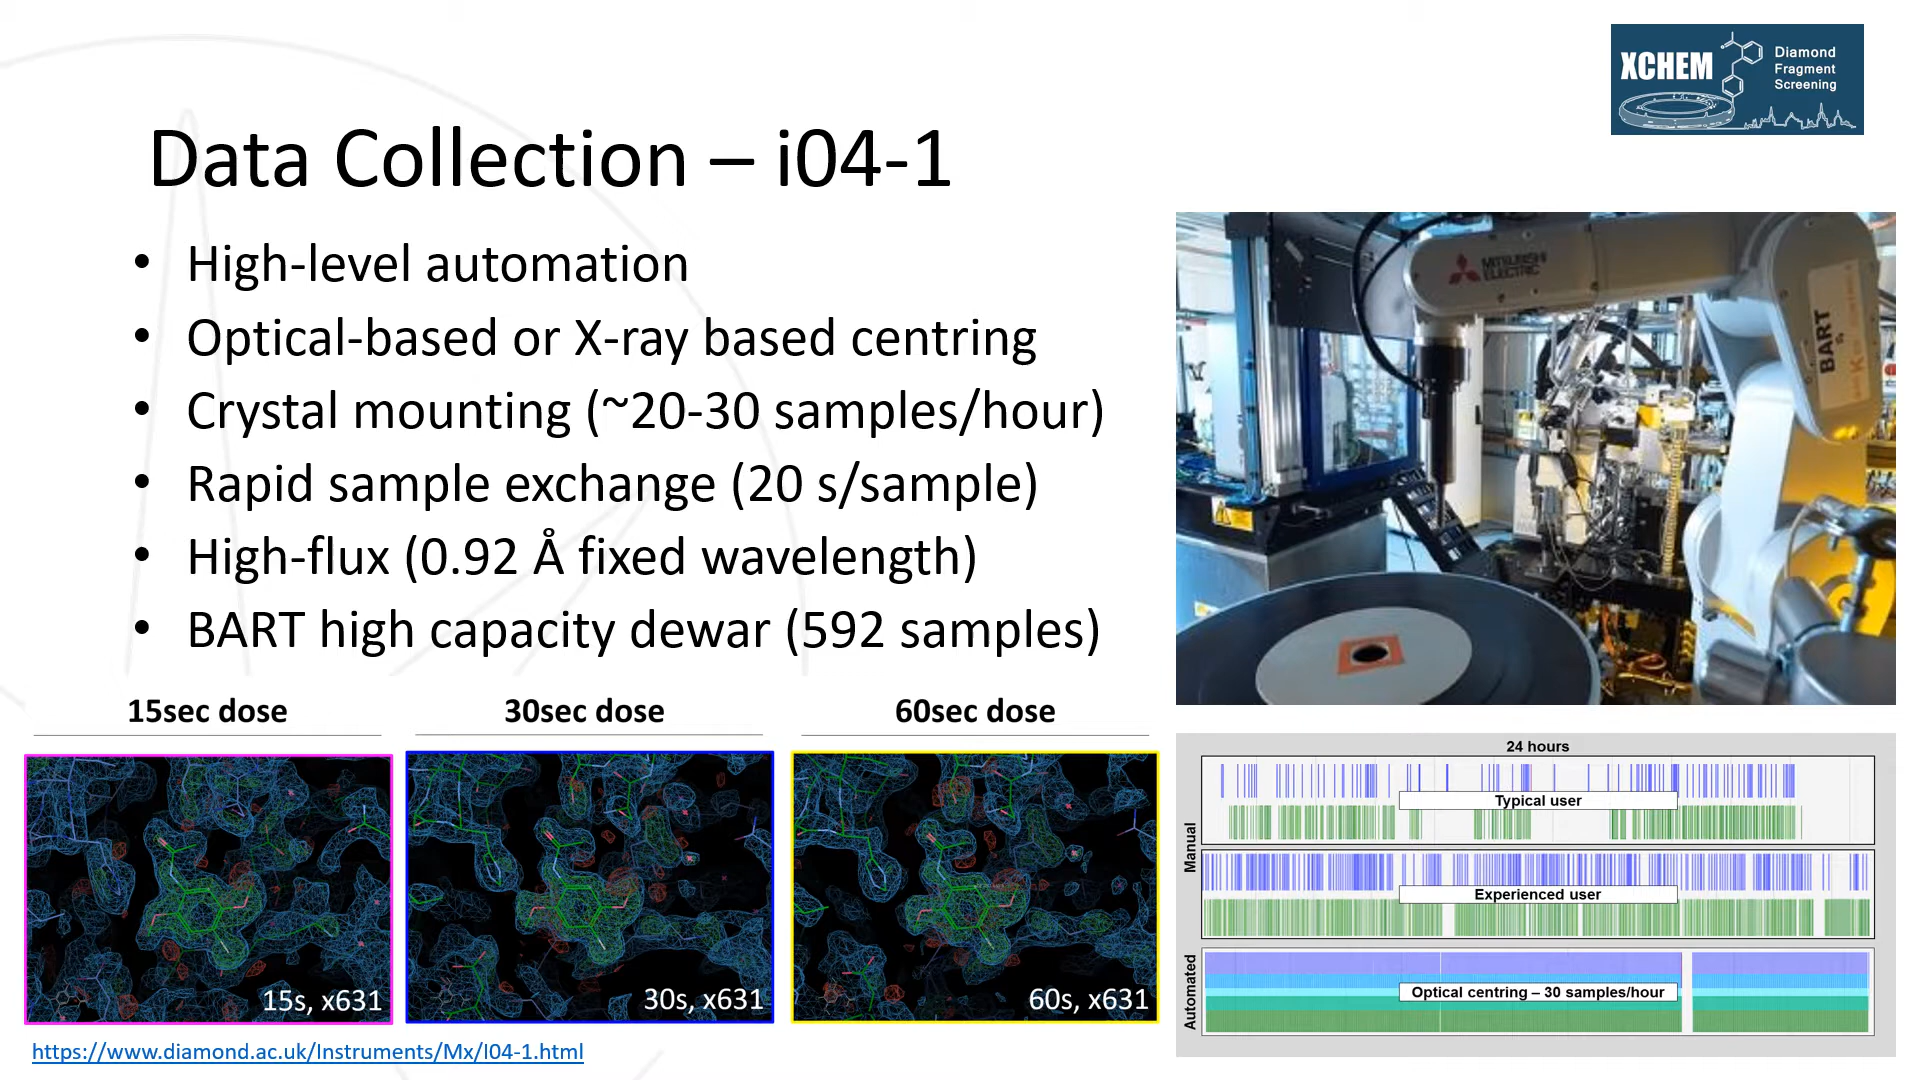 XCHEM
Diamond
Fragment
Screening
Data Collection – i04-1
• High-level automation
• Optical-based or X-ray based centring
• Crystal mounting (~20-30 samples/hour)
• Rapid sample exchange (20 s/sample)
• High-flux (0.92 Å fixed wavelength)
• BART high capacity dewar (592 samples)
MITSUBISHI
ELECTRIC
BART
15sec dose
30sec dose
60sec dose
15s, x631
30s, x631
60s, x631
24 hours
Manual
Typical user
Experienced user
Automated
Optical centring – 30 samples/hour
https://www.diamond.ac.uk/Instruments/Mx/I04-1.html